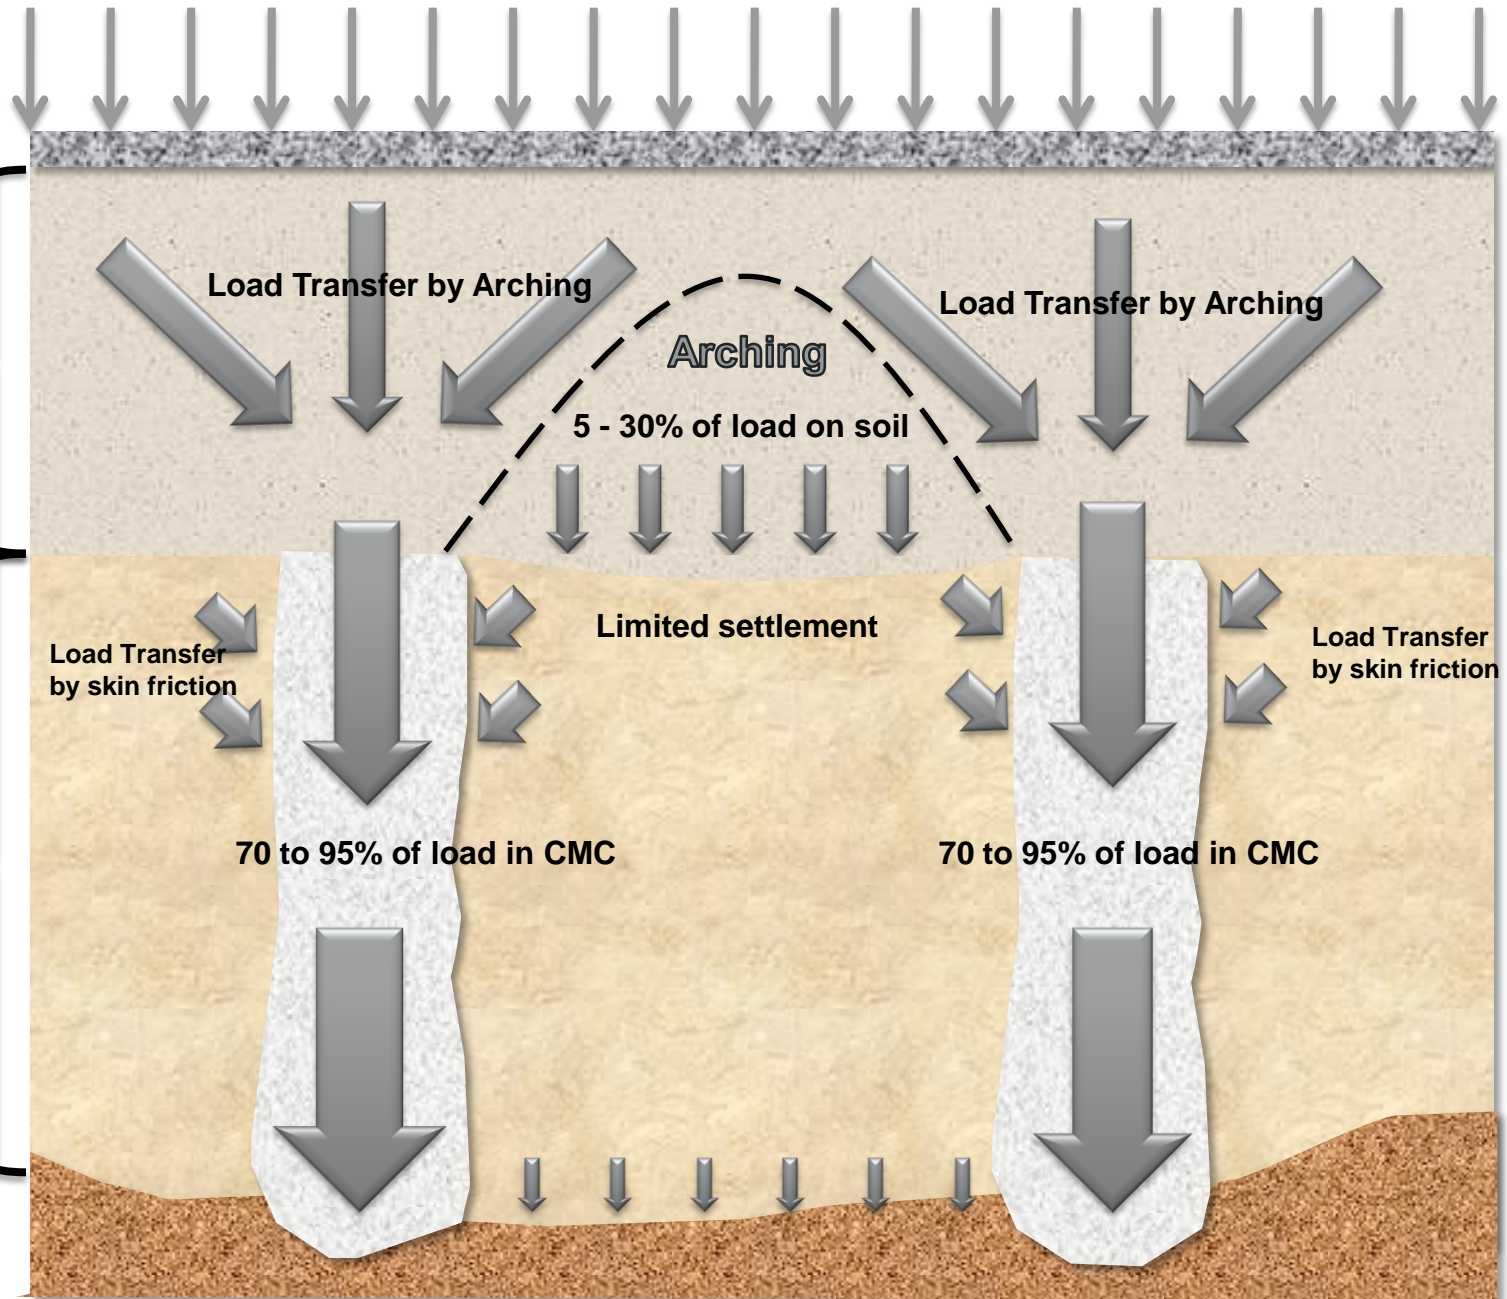 Load Transfer by Arching
Load Transfer by Arching
Arching
5 - 30% of load on soil
Limited settlement
Load Transfer
by skin friction
Load Transfer
by skin friction
70 to 95% of load in CMC
70 to 95% of load in CMC